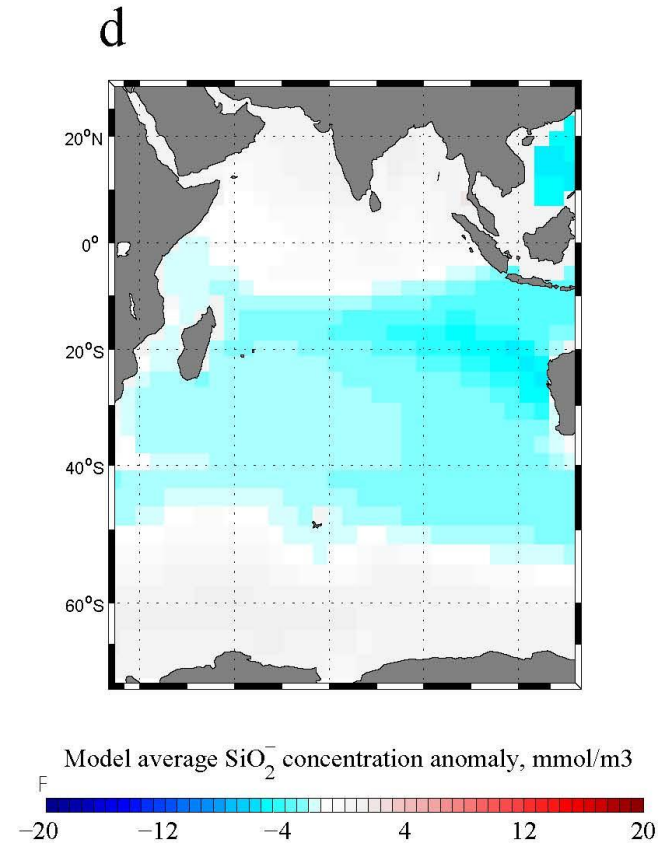 d
20°N
0°
20°S
40°S
60°S
Model average SiO₂⁻ concentration anomaly, mmol/m3
F
−20 −12 −4 4 12 20